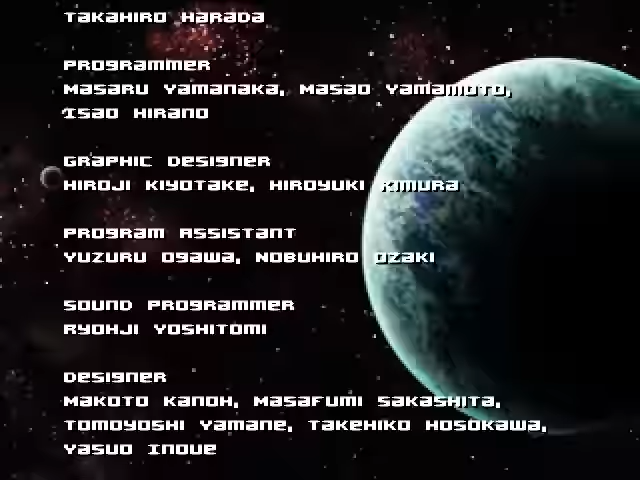 Takahiro Harada
Programmer
Masaru Yamanaka, Masao Yamamoto,
Isao Hirano
Graphic Designer
Hiroji Kiyotake, Hiroyuki Kimura
Program Assistant
Yuzuru Ogawa, Nobuhiro Ozaki
Sound Programmer
Ryohji Yoshitomi
Designer
Makoto Kanoh, Masafumi Sakashita,
Tomoyoshi Yamane, Takehiko Hosokawa,
Yasuo Inoue